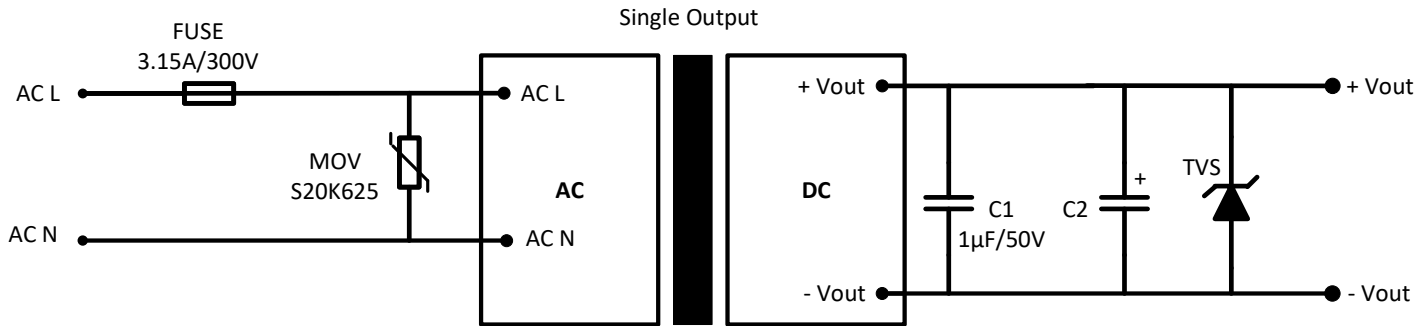 Single Output
FUSE
3.15A/300V
AC L
AC L
+ Vout
+ Vout
MOV
S20K625
AC
DC
+
TVS
C1
1µF/50V
C2
AC N
AC N
- Vout
- Vout